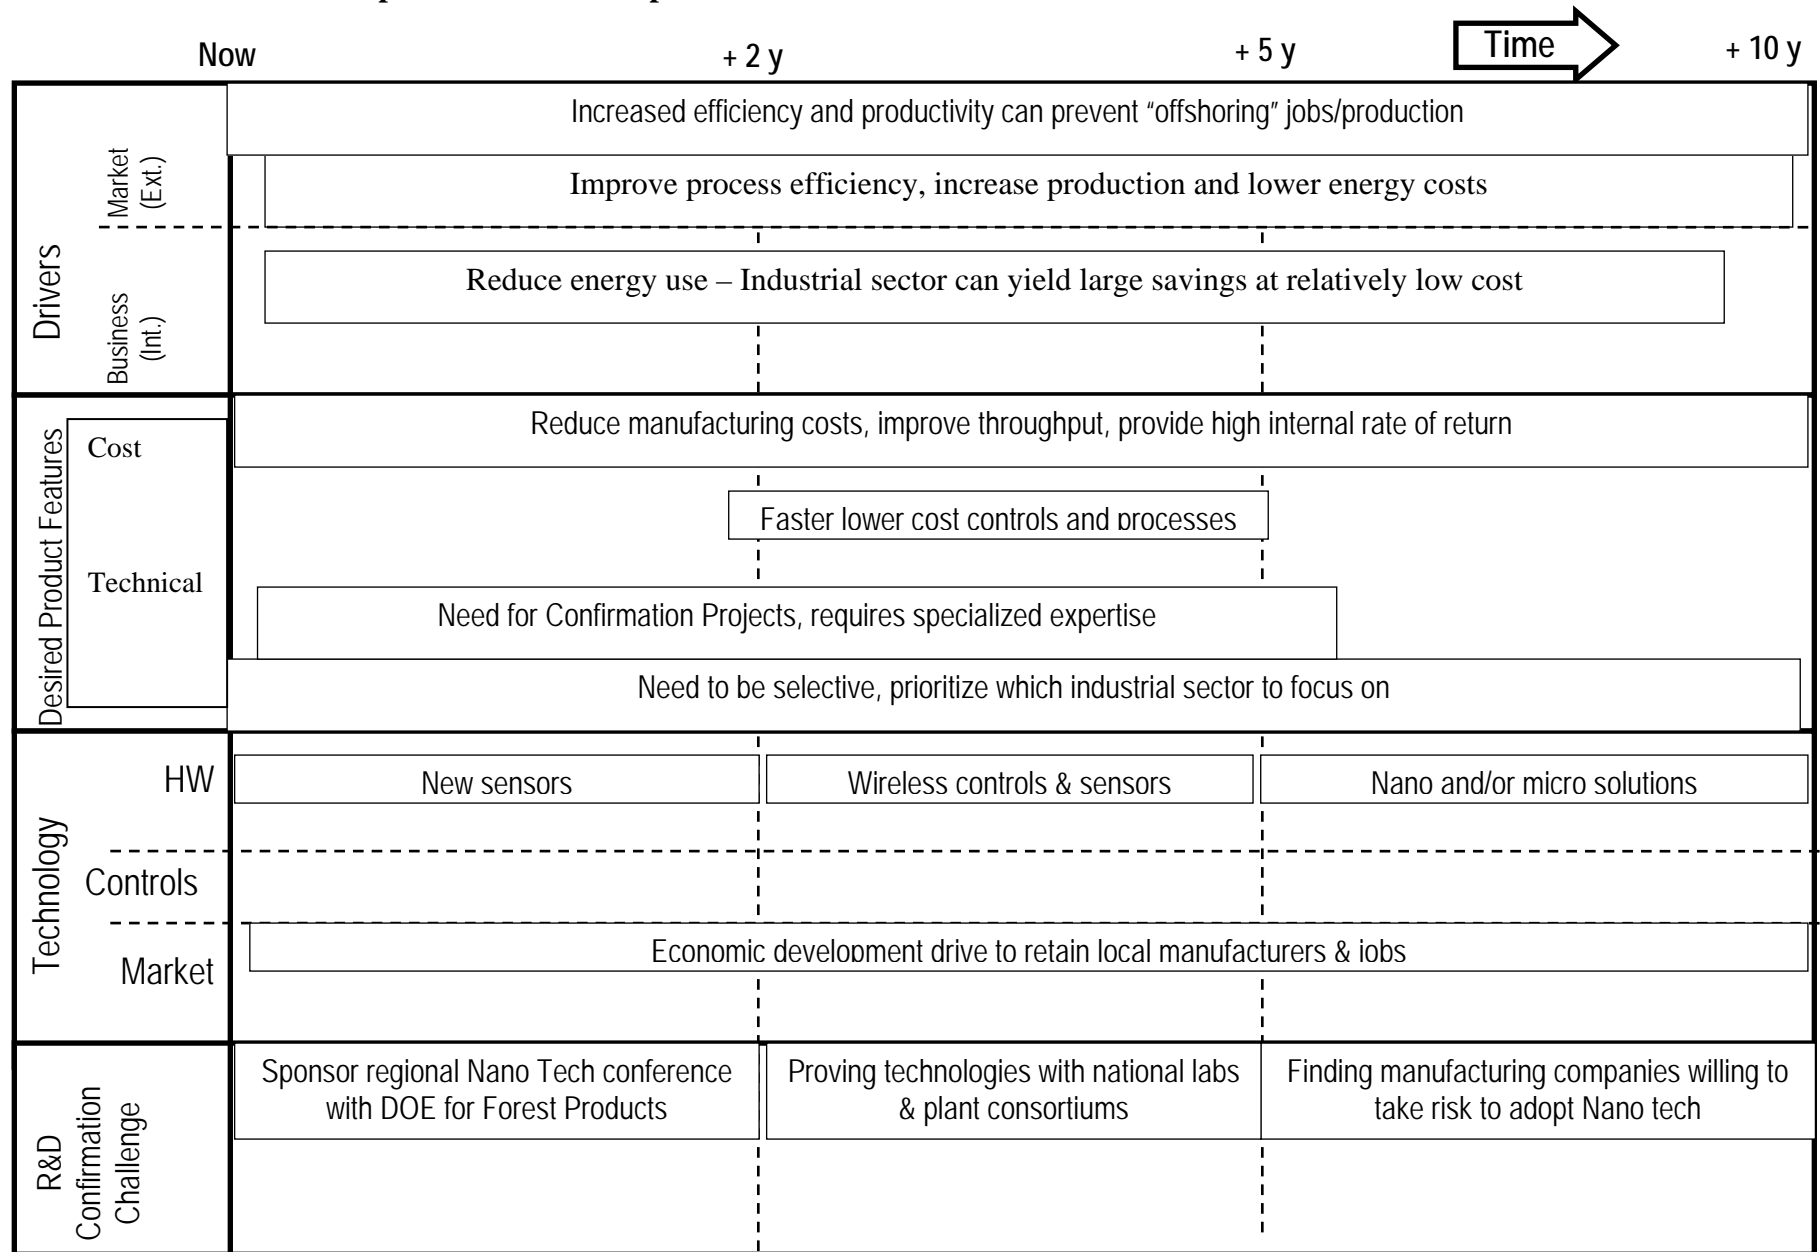 Now
+ 2 y
+ 5 y
Time
+ 10 y
Drivers
Market
(Ext.)
Increased efficiency and productivity can prevent “offshoring” jobs/production
Improve process efficiency, increase production and lower energy costs
Business
(Int.)
Reduce energy use – Industrial sector can yield large savings at relatively low cost
Desired Product Features
Cost
Reduce manufacturing costs, improve throughput, provide high internal rate of return
Faster lower cost controls and processes
Technical
Need for Confirmation Projects, requires specialized expertise
Need to be selective, prioritize which industrial sector to focus on
Technology
HW
New sensors
Wireless controls & sensors
Nano and/or micro solutions
Controls
Market
Economic development drive to retain local manufacturers & jobs
R&D
Confirmation
Challenge
Sponsor regional Nano Tech conference
with DOE for Forest Products
Proving technologies with national labs
& plant consortiums
Finding manufacturing companies willing to
take risk to adopt Nano tech